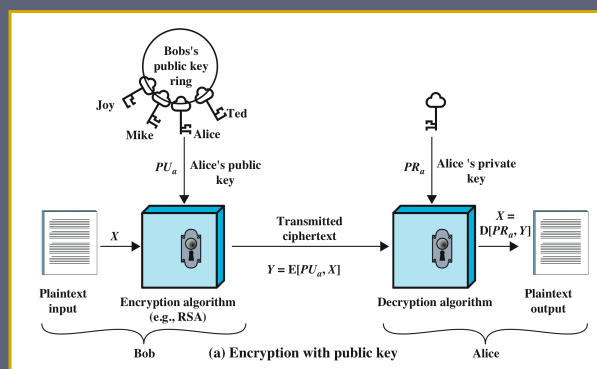 Bobs's
public key
ring
Joy
Ted
Mike
Alice
PUa
Alice's public
key
PRa
Alice 's private
key
X
Transmitted
ciphertext
X =
D[PRa, Y]
Y = E[PUa, X]
Plaintext
input
Encryption algorithm
(e.g., RSA)
Decryption algorithm
Plaintext
output
Bob
(a) Encryption with public key
Alice